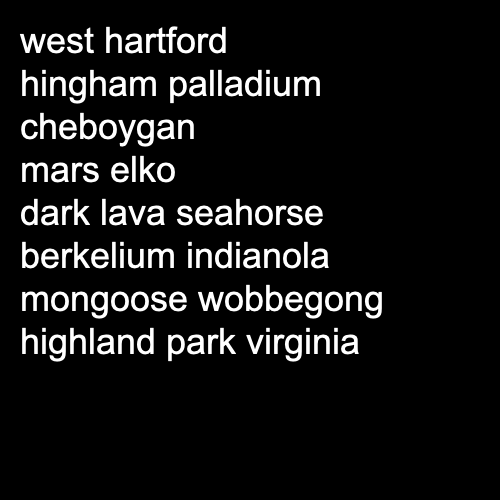 west hartford
hingham palladium
cheboygan
mars elko
dark lava seahorse
berkelium indianola
mongoose wobbegong
highland park virginia